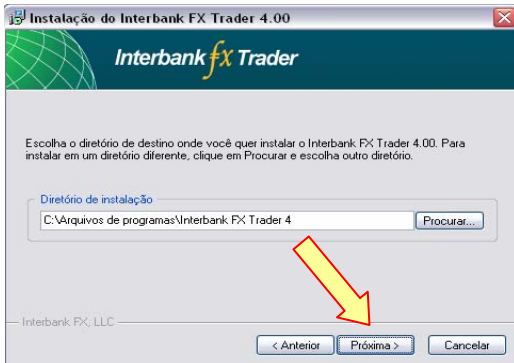 Instalação do Interbank FX Trader 4.00
Interbank fx Trader
Escolha o diretório de destino onde você quer instalar o Interbank FX Trader 4.00. Para
instalar em um diretório diferente, clique em Procurar e escolha outro diretório.
Diretório de instalação
C:\Arquivos de programas\Interbank FX Trader 4
Procurar...
Interbank FX, LLC
< Anterior
Próxima >
Cancelar